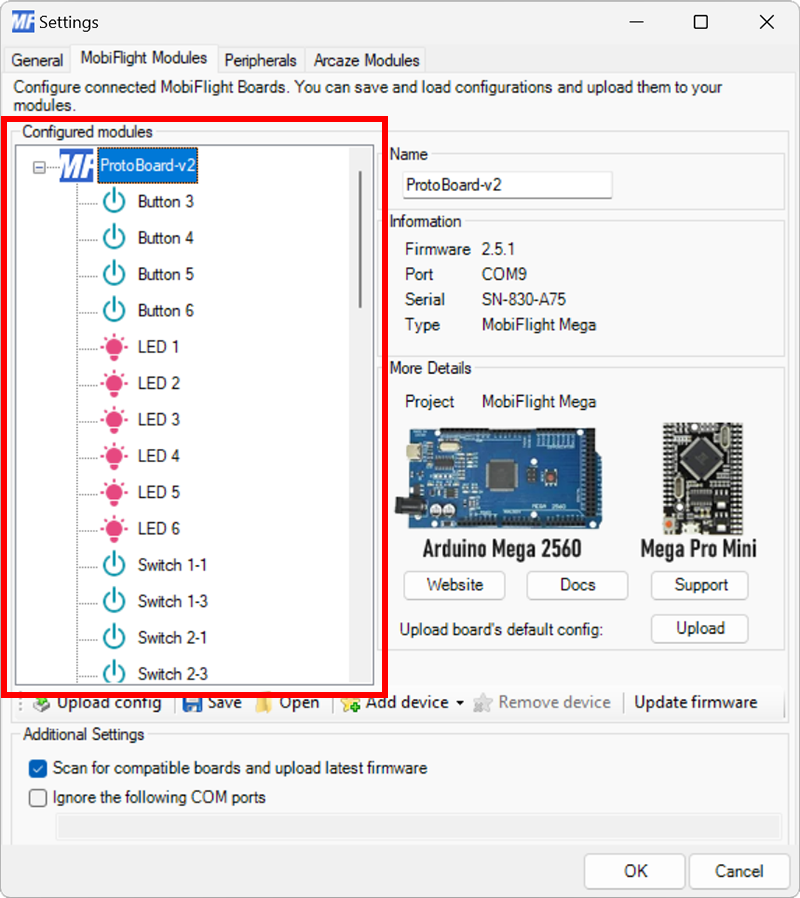 MF Settings
General MobiFlight Modules Peripherals Arcaze Modules
Configure connected MobiFlight Boards. You can save and load configurations and upload them to your
modules.
Configured modules
MF ProtoBoard-v2
Button 3
Button 4
Button 5
Button 6
LED 1
LED 2
LED 3
LED 4
LED 5
LED 6
Switch 1-1
Switch 1-3
Switch 2-1
Switch 2-3
Name
ProtoBoard-v2
Information
Firmware 2.5.1
Port COM9
Serial SN-830-A75
Type MobiFlight Mega
More Details
Project MobiFlight Mega
MEGA 2560
Arduino Mega 2560 Mega Pro Mini
Website Docs Support
Upload board's default config: Upload
Upload config Save Open Add device Remove device Update firmware
Additional Settings
Scan for compatible boards and upload latest firmware
Ignore the following COM ports
OK Cancel